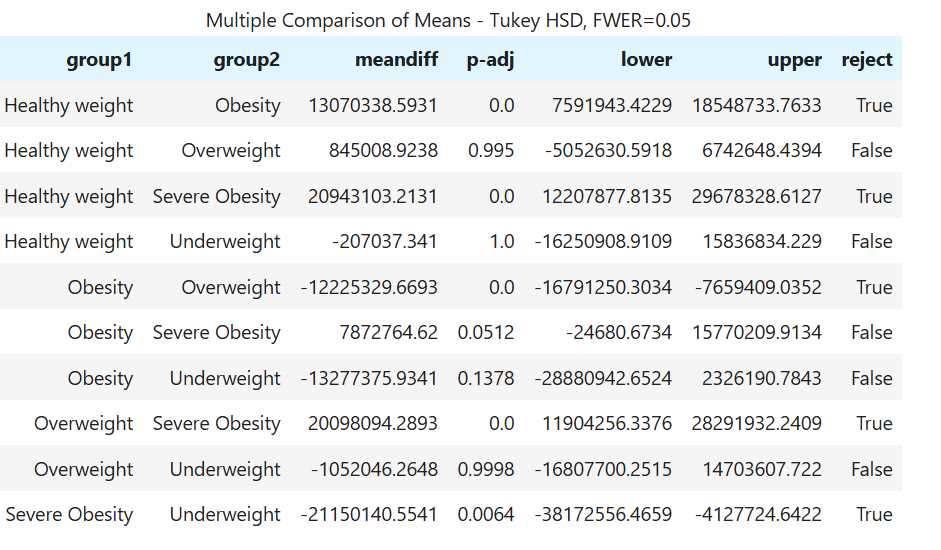 Multiple Comparison of Means - Tukey HSD, FWER=0.05
group1 group2 meandiff p-adj lower upper reject
Healthy weight Obesity 13070338.5931 0.0 7591943.4229 18548733.7633 True
Healthy weight Overweight 845008.9238 0.995 -5052630.5918 6742648.4394 False
Healthy weight Severe Obesity 20943103.2131 0.0 12207877.8135 29678328.6127 True
Healthy weight Underweight -207037.341 1.0 -16250908.9109 15836834.229 False
Obesity Overweight -12225329.6693 0.0 -16791250.3034 -7659409.0352 True
Obesity Severe Obesity 7872764.62 0.0512 -24680.6734 15770209.9134 False
Obesity Underweight -13277375.9341 0.1378 -28880942.6524 2326190.7843 False
Overweight Severe Obesity 20098094.2893 0.0 11904256.3376 28291932.2409 True
Overweight Underweight -1052046.2648 0.9998 -16807700.2515 14703607.722 False
Severe Obesity Underweight -21150140.5541 0.0064 -38172556.4659 -4127724.6422 True